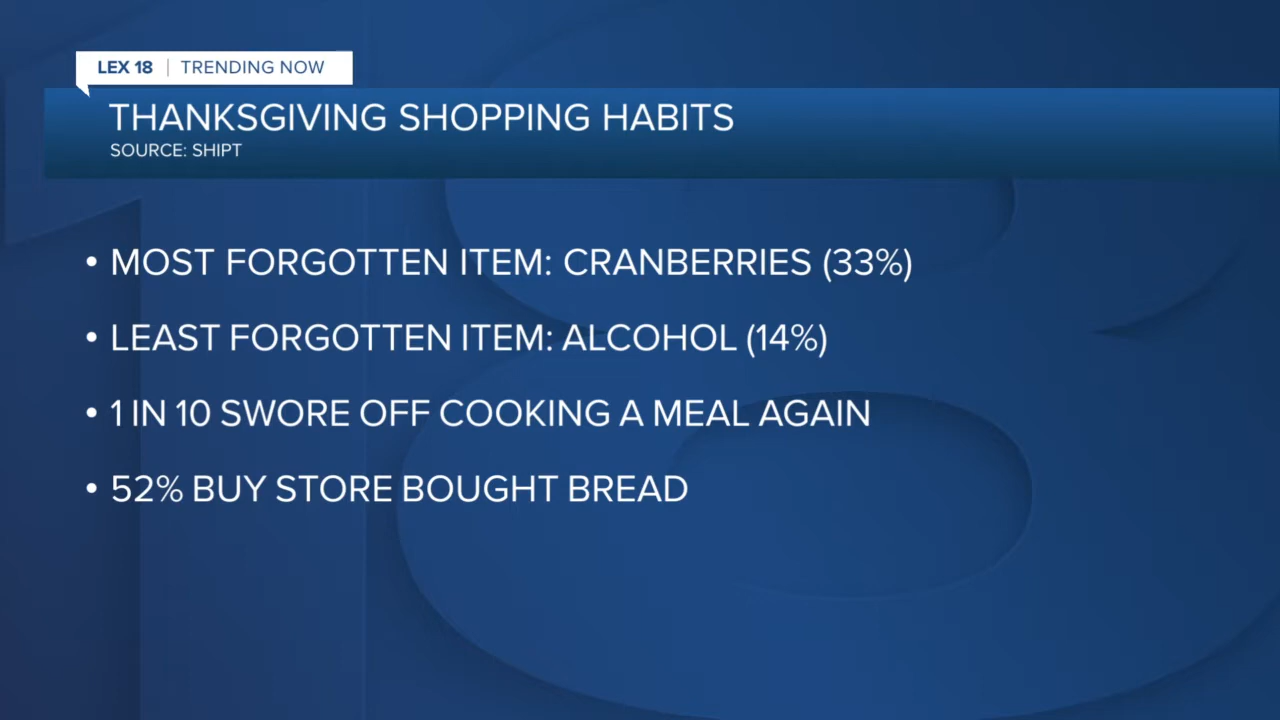 LEX 18 | TRENDING NOW
THANKSGIVING SHOPPING HABITS
SOURCE: SHIPT
• MOST FORGOTTEN ITEM: CRANBERRIES (33%)
• LEAST FORGOTTEN ITEM: ALCOHOL (14%)
• 1 IN 10 SWORE OFF COOKING A MEAL AGAIN
• 52% BUY STORE BOUGHT BREAD